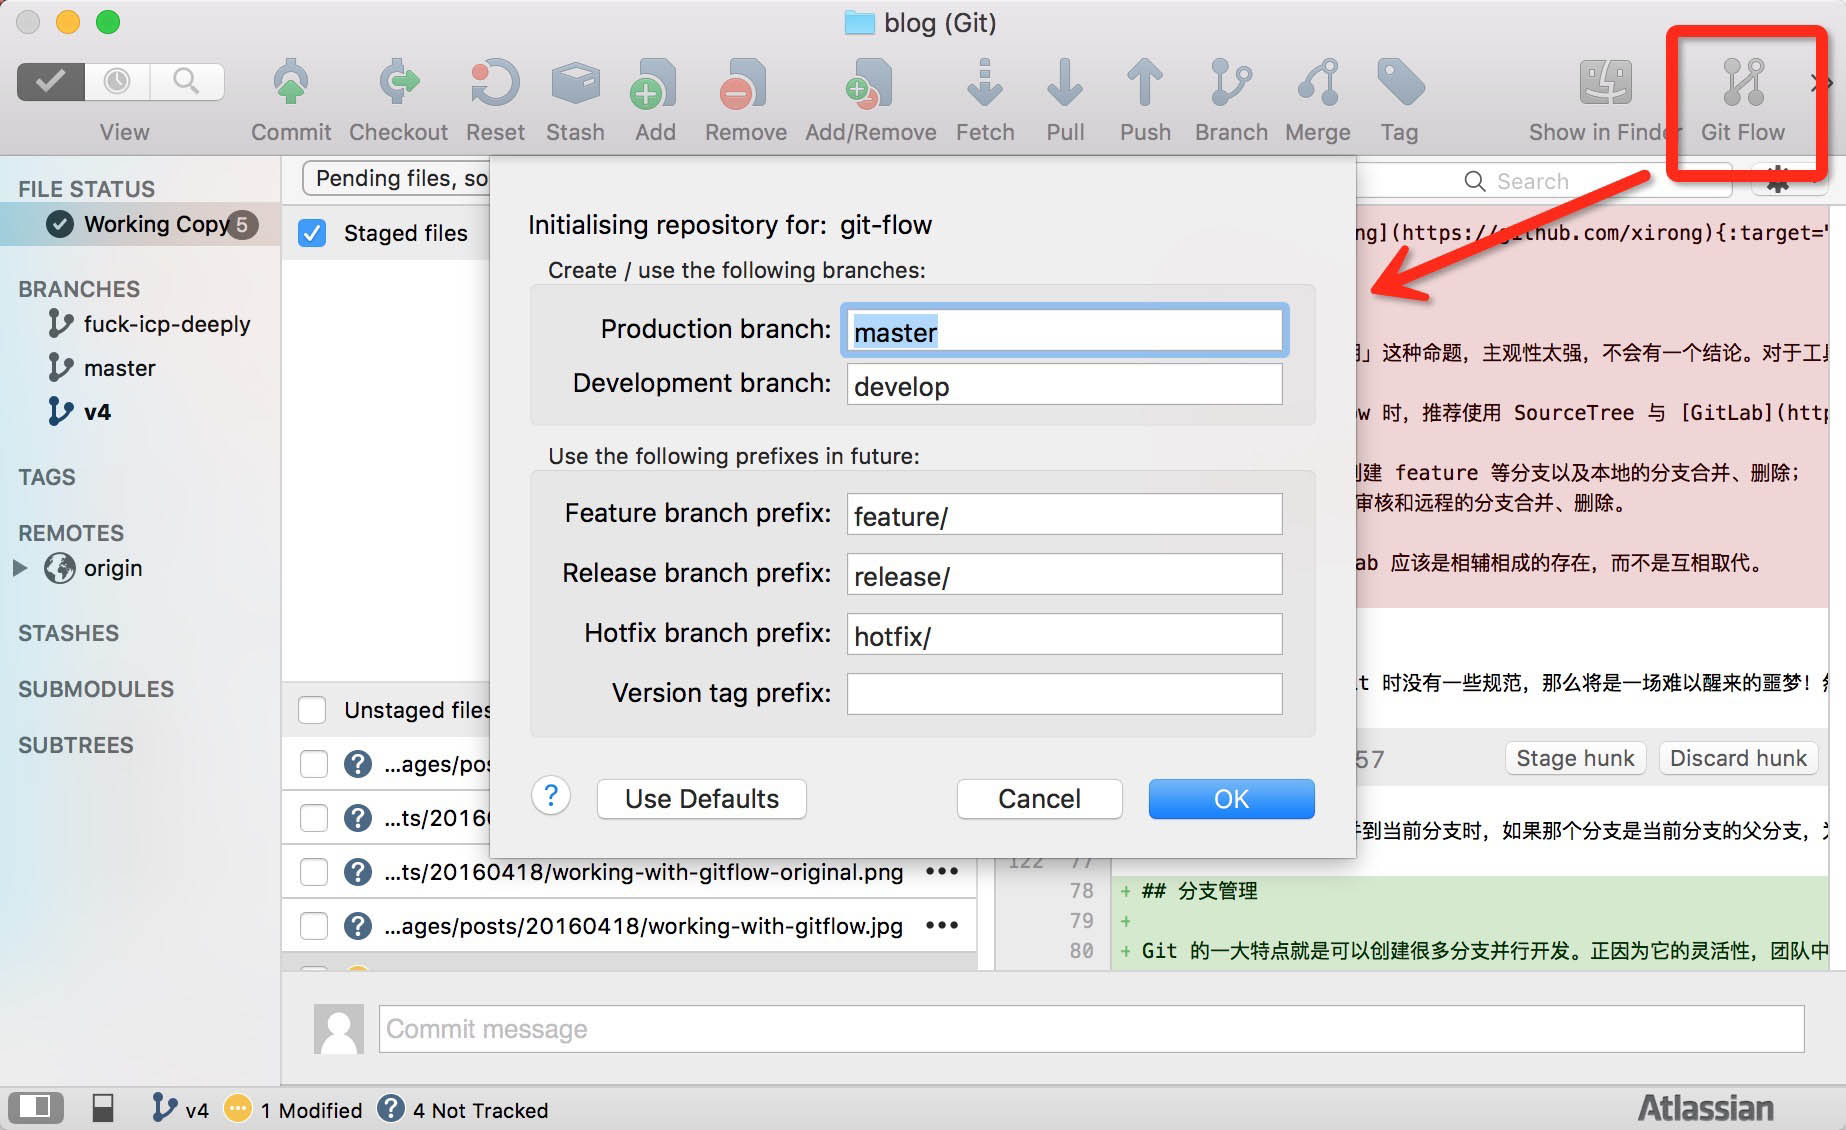 blog (Git)
View
Commit
Checkout
Reset
Stash
Add
Remove
Add/Remove
Fetch
Pull
Push
Branch
Merge
Tag
Show in Finder
Git Flow
FILE STATUS
Working Copy 5
BRANCHES
fuck-icp-deeply
master
v4
TAGS
REMOTES
origin
STASHES
SUBMODULES
SUBTREES
Pending files, so
Search
Staged files
Unstaged files
...ages/pos
...ts/2016
...ts/20160418/working-with-gitflow-original.png
...ages/posts/20160418/working-with-gitflow.jpg
Initialising repository for: git-flow
Create / use the following branches:
Production branch: master
Development branch: develop
Use the following prefixes in future:
Feature branch prefix: feature/
Release branch prefix: release/
Hotfix branch prefix: hotfix/
Version tag prefix:
?
Use Defaults
Cancel
OK
ng](https://github.com/xirong){:target="
」这种命题，主观性太强，不会有一个结论。对于工
w 时，推荐使用 SourceTree 与 [GitLab](http
建 feature 等分支以及本地的分支合并、删除；
审核和远程的分支合并、删除。
ab 应该是相辅相成的存在，而不是互相取代。
t 时没有一些规范，那么将是一场难以醒来的噩梦！
57
Stage hunk
Discard hunk
到当前分支时，如果那个分支是当前分支的父分支，
122 77
78 + ## 分支管理
79 +
80 + Git 的一大特点就是可以创建很多分支并行开发。正因为它的灵活性，团队中
Commit message
v4
1 Modified
4 Not Tracked
Atlassian